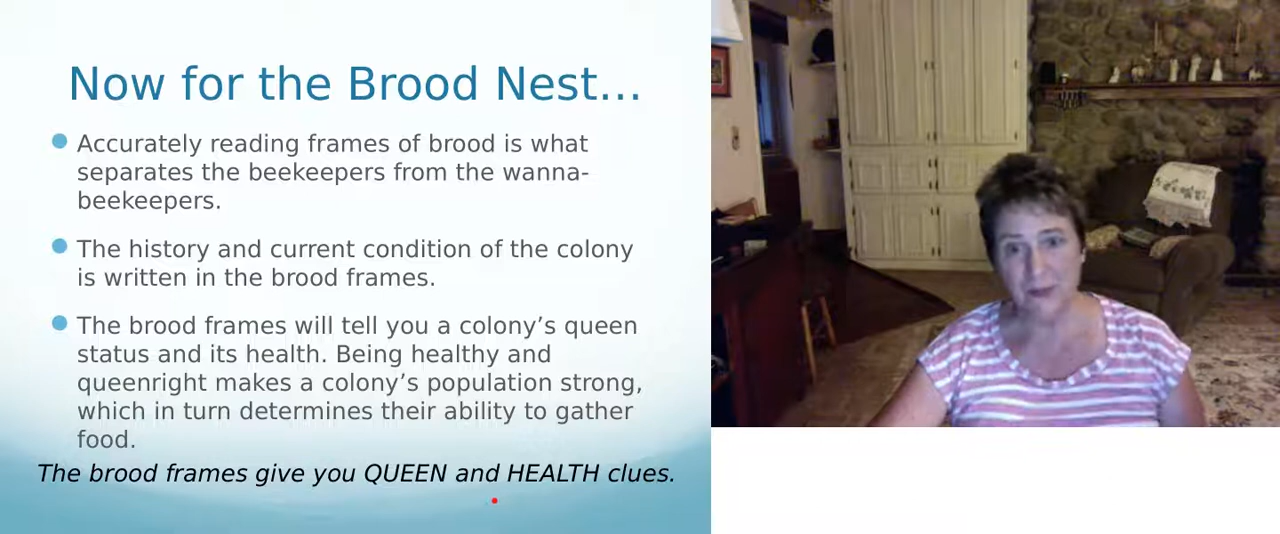 Now for the Brood Nest...
Accurately reading frames of brood is what
separates the beekeepers from the wanna-
beekeepers.
The history and current condition of the colony
is written in the brood frames.
The brood frames will tell you a colony’s queen
status and its health. Being healthy and
queenright makes a colony’s population strong,
which in turn determines their ability to gather
food.
The brood frames give you QUEEN and HEALTH clues.